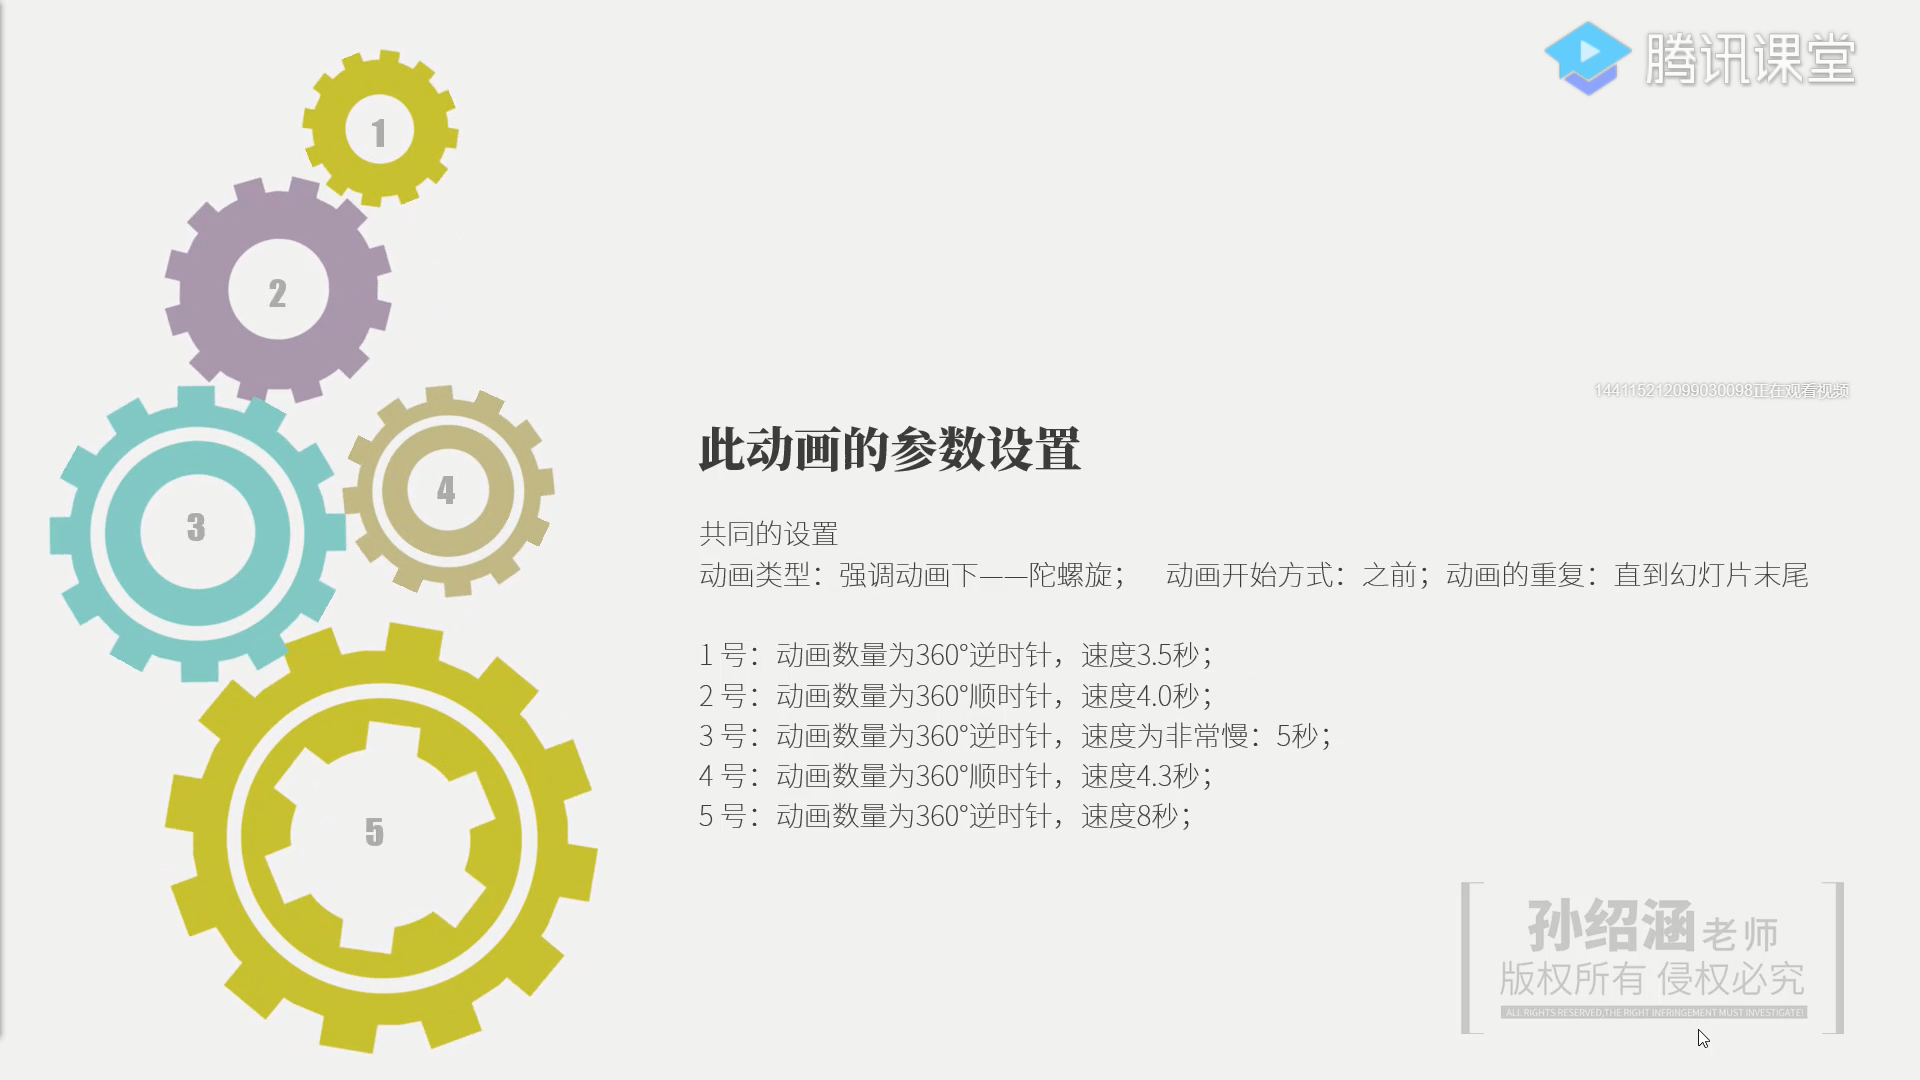 腾讯课堂
1
2
3
4
5
144115212099030098正在观看视频
此动画的参数设置
共同的设置
动画类型：强调动画下——陀螺旋； 动画开始方式：之前；动画的重复：直到幻灯片末尾
1 号：动画数量为360°逆时针，速度3.5秒；
2 号：动画数量为360°顺时针，速度4.0秒；
3 号：动画数量为360°逆时针，速度为非常慢：5秒；
4 号：动画数量为360°顺时针，速度4.3秒；
5 号：动画数量为360°逆时针，速度8秒；
孙绍涵老师
版权所有 侵权必究
ALL RIGHTS RESERVED,THE RIGHT INFRINGEMENT MUST INVESTIGATE!